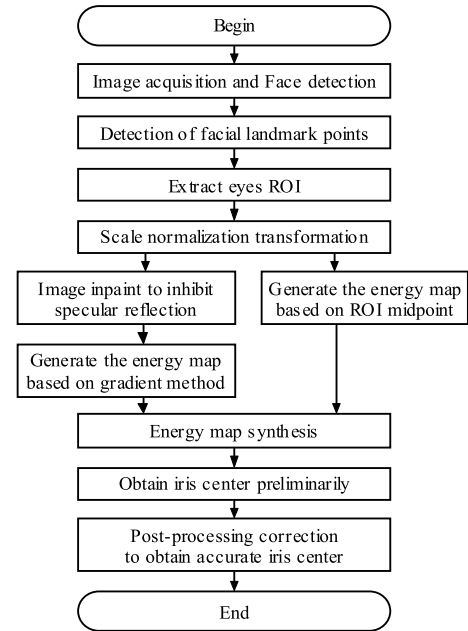 Begin
Image acquisition and Face detection
Detection of facial landmark points
Extract eyes ROI
Scale normalization transformation
Image inpaint to inhibit
specular reflection
Generate the energy map
based on ROI midpoint
Generate the energy map
based on gradient method
Energy map synthesis
Obtain iris center preliminarily
Post-processing correction
to obtain accurate iris center
End